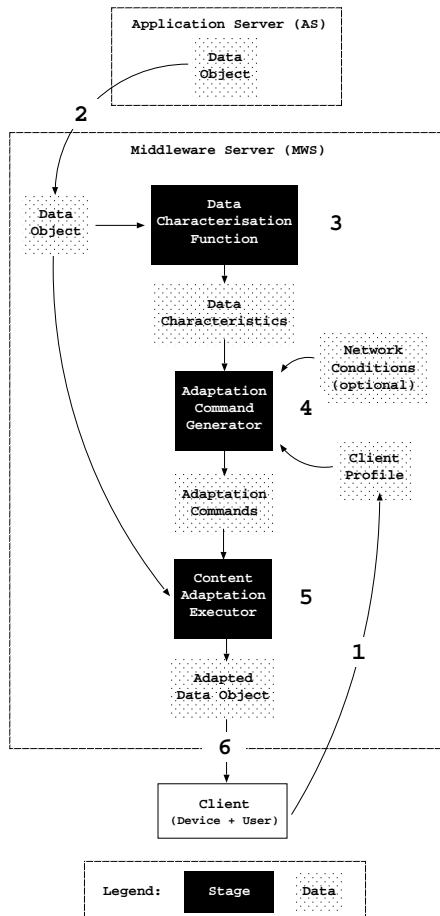 Application Server (AS)
Data
Object
2
Middleware Server (MWS)
Data
Object
Data
Characterisation
Function
3
Data
Characteristics
Network
Conditions
(optional)
Adaptation
Command
Generator
4
Client
Profile
Adaptation
Commands
Content
Adaptation
Executor
5
1
Adapted
Data Object
6
Client
(Device + User)
Legend:
Stage
Data